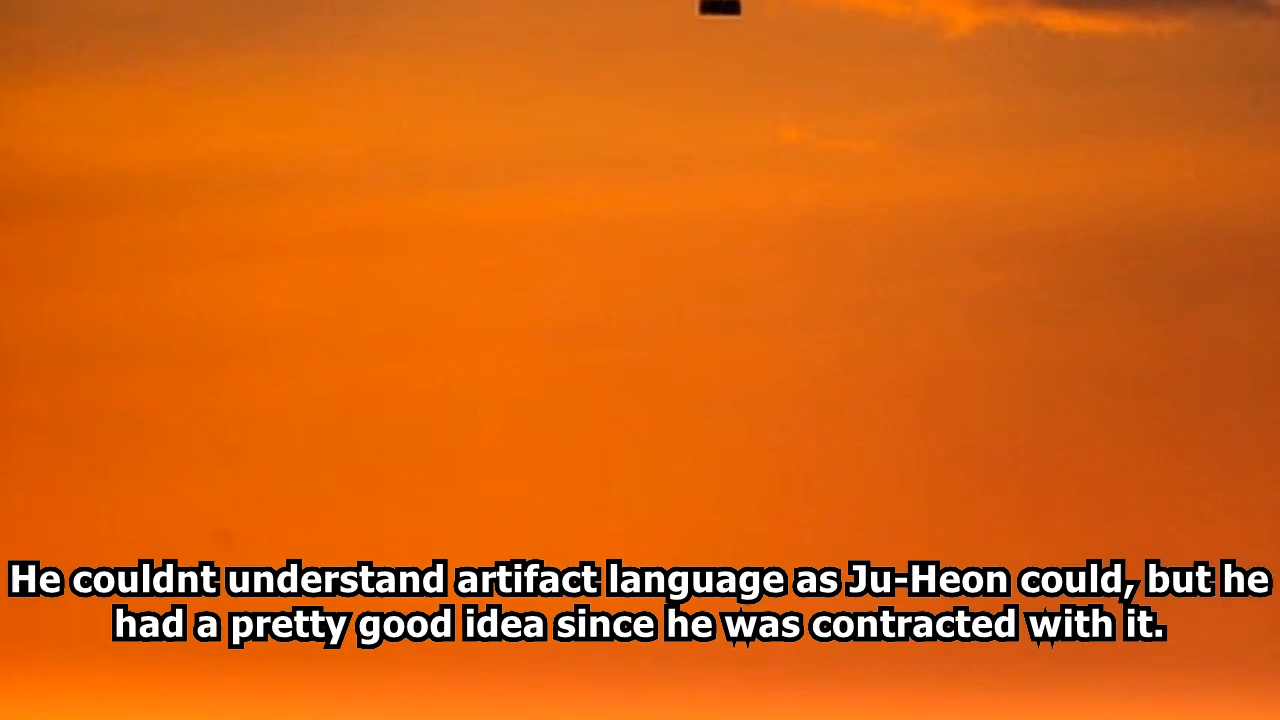 He couldnt understand artifact language as Ju-Heon could, but he
had a pretty good idea since he was contracted with it.